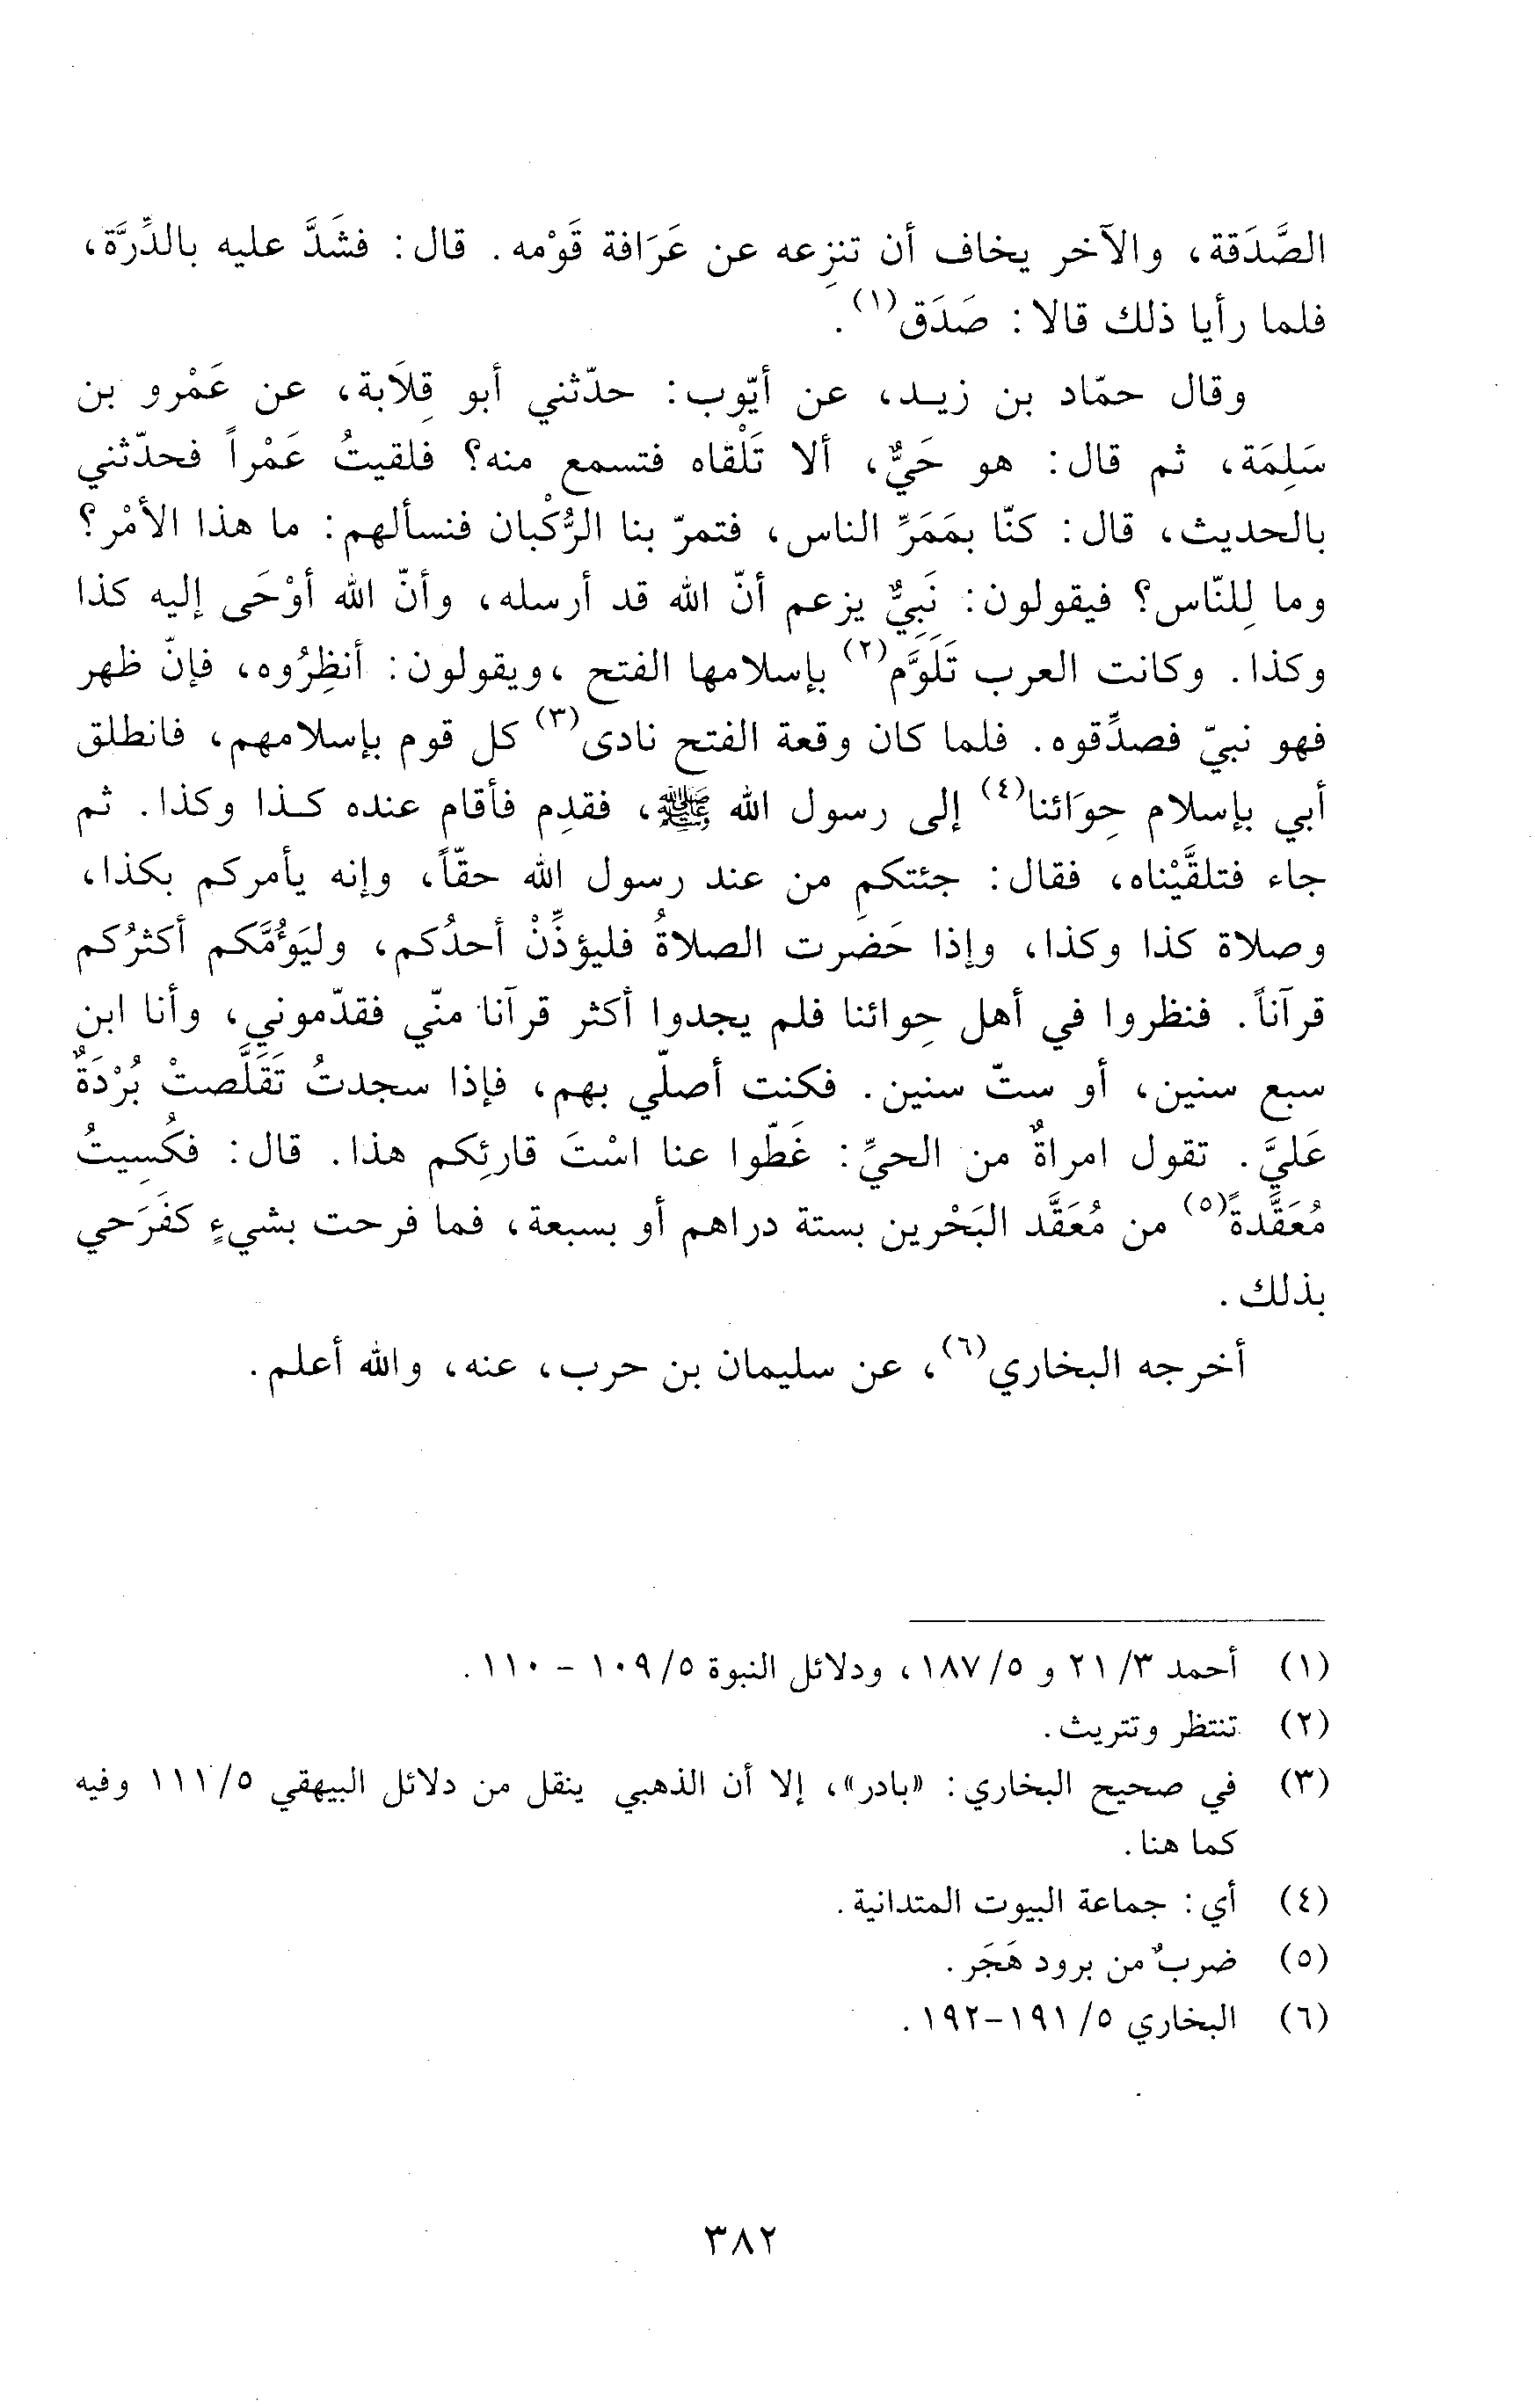 الصَّدَقة، والآخر يخاف أن تنزِعه عن عَرَافة قَوْمه. قال: فشَدَّ عليه بالدِّرَّة،
فلما رأيا ذلك قالا: صَدَق(١).
وقال حمّاد بن زيـد، عن أيّوب: حدّثني أبو قِلاَبة، عن عَمْرو بن
سَلِمَة، ثم قال: هو حَيٌّ، ألا تَلْقاه فتسمع منه؟ فلقيتُ عَمْراً فحدّثني
بالحديث، قال: كنّا بمَمَرِّ الناس، فتمرّ بنا الرُّكْبان فنسألهم: ما هذا الأمْر؟
وما لِلنّاس؟ فيقولون: نَبِيٌّ يزعم أنّ الله قد أرسله، وأنّ الله أوْحَى إليه كذا
وكذا. وكانت العرب تَلَوَّم(٢) بإسلامها الفتح، ويقولون: أنظِرُوه، فإنّ ظهر
فهو نبيّ فصدِّقوه. فلما كان وقعة الفتح نادى(٣) كل قوم بإسلامهم، فانطلق
أبي بإسلام حِوَائنا(٤) إلى رسول الله ﷺ، فقدِم فأقام عنده كـذا وكذا. ثم
جاء فتلقَّيْناه، فقال: جئتكم من عند رسول الله حقّاً، وإنه يأمركم بكذا،
وصلاة كذا وكذا، وإذا حَضَرت الصلاةُ فليؤذِّنْ أحدُكم، وليَؤُمَّكم أكثرُكم
قرآناً. فنظروا في أهل حِوائنا فلم يجدوا أكثر قرآنا منّي فقدّموني، وأنا ابن
سبع سنين، أو ستّ سنين. فكنت أصلّي بهم، فإذا سجدتُ تَقَلَّصتْ بُرْدَةٌ
عَليَّ. تقول امراةٌ من الحيِّ: غَطّوا عنا اسْتَ قارئِكم هذا. قال: فكُسِيتُ
مُعَقَّدةً(٥) من مُعَقَّد البَحْرين بستة دراهم أو بسبعة، فما فرحت بشيءٍ كفَرَحي
بذلك.
أخرجه البخاري(٦)، عن سليمان بن حرب، عنه، والله أعلم.
(١) أحمد ٣/ ٢١ و ٥/ ١٨٧، ودلائل النبوة ٥/ ١٠٩ - ١١٠.
(٢) تنتظر وتتريث.
(٣) في صحيح البخاري: «بادر»، إلا أن الذهبي ينقل من دلائل البيهقي ٥/ ١١١ وفيه
كما هنا.
(٤) أي: جماعة البيوت المتدانية.
(٥) ضربٌ من برود هَجَر.
(٦) البخاري ٥/ ١٩١-١٩٢.
٣٨٢